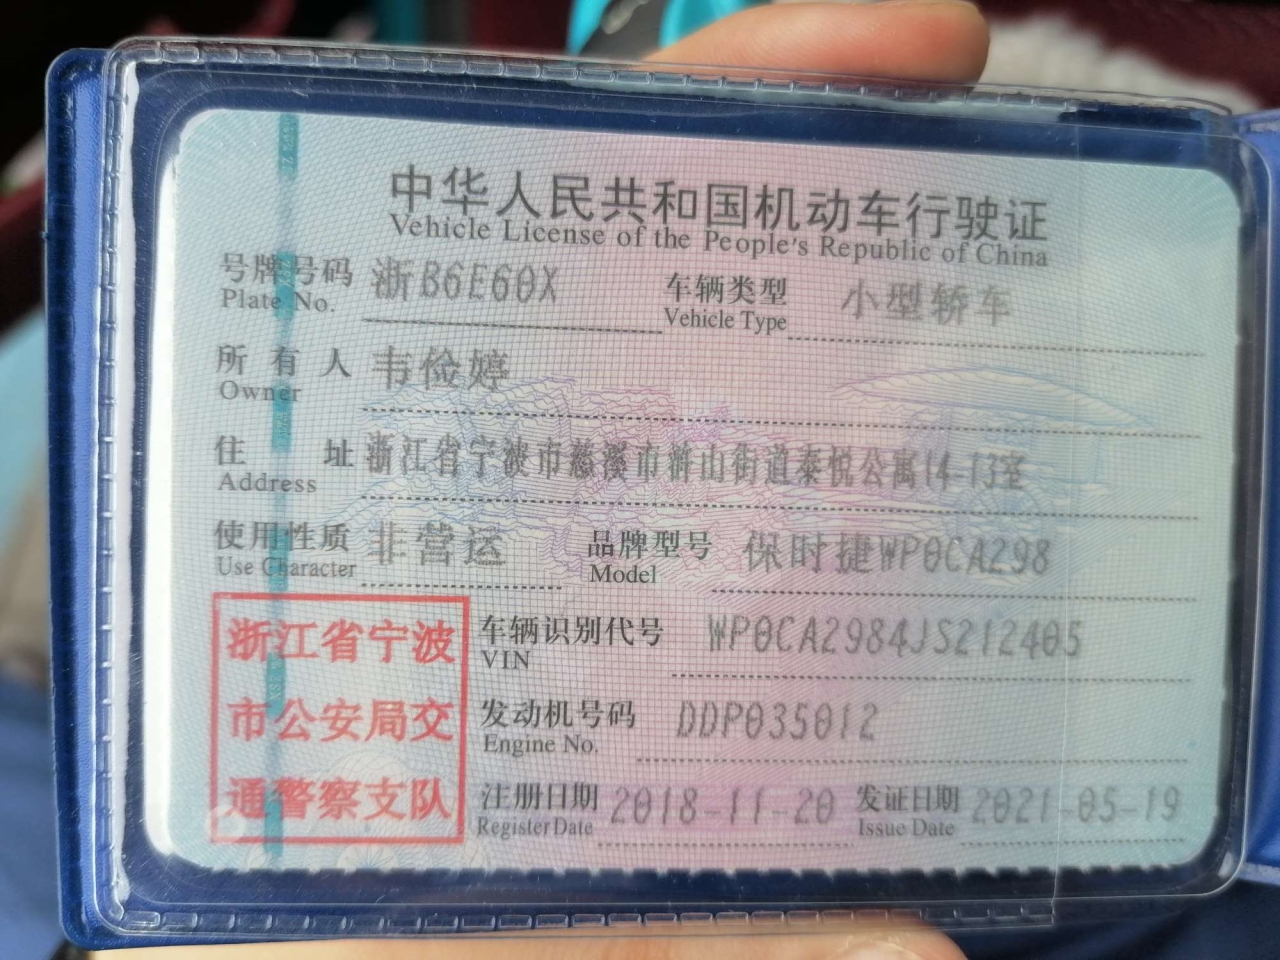 中华人民共和国机动车行驶证
Vehicle License of the People's Republic of China
号牌号码 浙B6E60X 车辆类型 小型轿车
Plate No. Vehicle Type
所有人 韦俭婷
Owner
住址 浙江省宁波市慈溪市浒山街道泰悦公寓14-13室
Address
使用性质 非营运 品牌型号 保时捷WP0CA298
Use Character Model
浙江省宁波
市公安局交
通警察支队
车辆识别代号 WP0CA2984JS212405
VIN
发动机号码 DDP035012
Engine No.
注册日期 2018-11-20 发证日期 2021-05-19
Register Date Issue Date